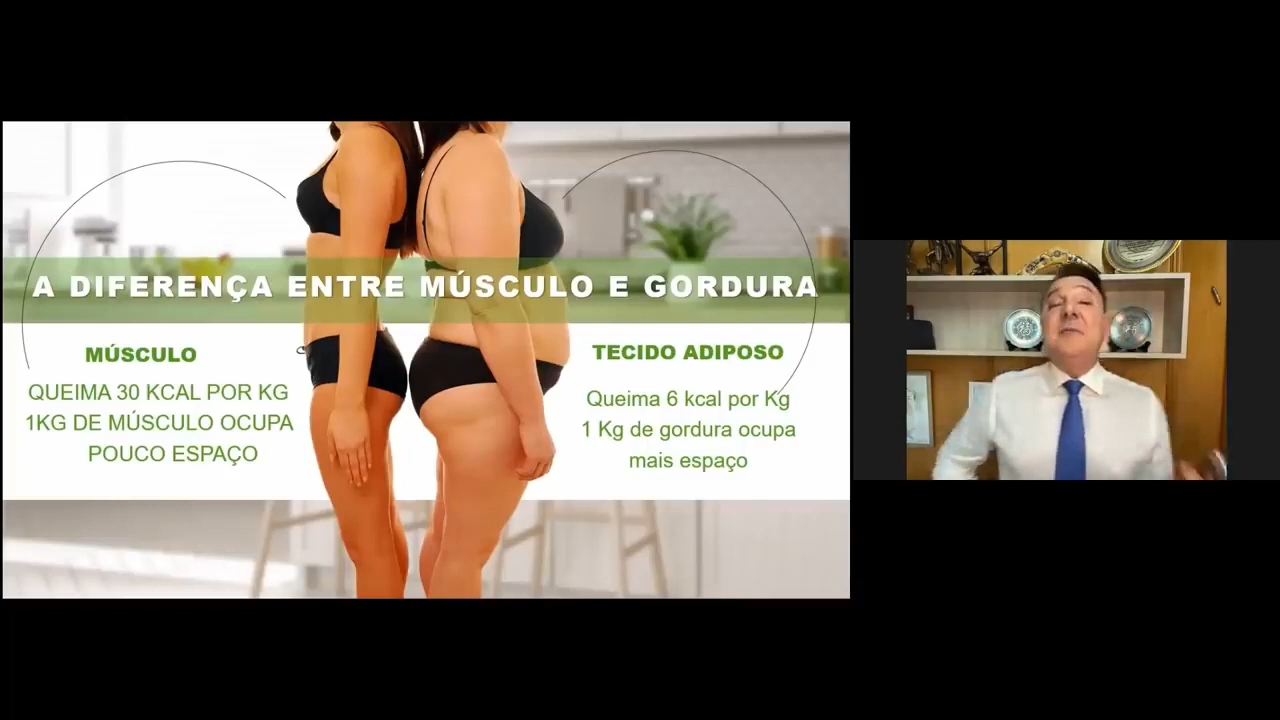 A DIFERENÇA ENTRE MÚSCULO E GORDURA
MÚSCULO
QUEIMA 30 KCAL POR KG
1KG DE MÚSCULO OCUPA
POUCO ESPAÇO
TECIDO ADIPOSO
Queima 6 kcal por Kg
1 Kg de gordura ocupa
mais espaço